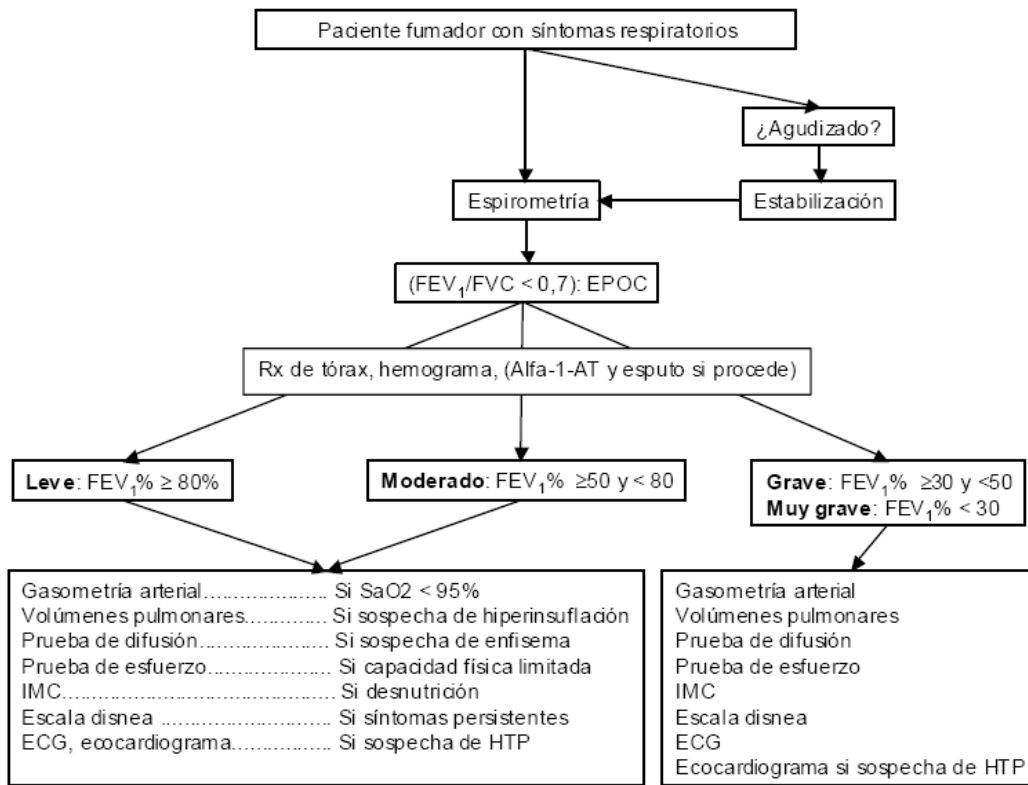 Paciente fumador con síntomas respiratorios
¿Agudizado?
Espirometría
Estabilización
(FEV1/FVC < 0,7): EPOC
Rx de tórax, hemograma, (Alfa-1-AT y esputo si procede)
Leve: FEV1% ≥ 80%
Moderado: FEV1% ≥50 y < 80
Grave: FEV1% ≥30 y <50
Muy grave: FEV1% < 30
Gasometría arterial..................... Si SaO2 < 95%
Volúmenes pulmonares............. Si sospecha de hiperinsuflación
Prueba de difusión..................... Si sospecha de enfisema
Prueba de esfuerzo.................... Si capacidad física limitada
IMC............................................. Si desnutrición
Escala disnea ............................ Si síntomas persistentes
ECG, ecocardiograma................ Si sospecha de HTP
Gasometría arterial
Volúmenes pulmonares
Prueba de difusión
Prueba de esfuerzo
IMC
Escala disnea
ECG
Ecocardiograma si sospecha de HTP